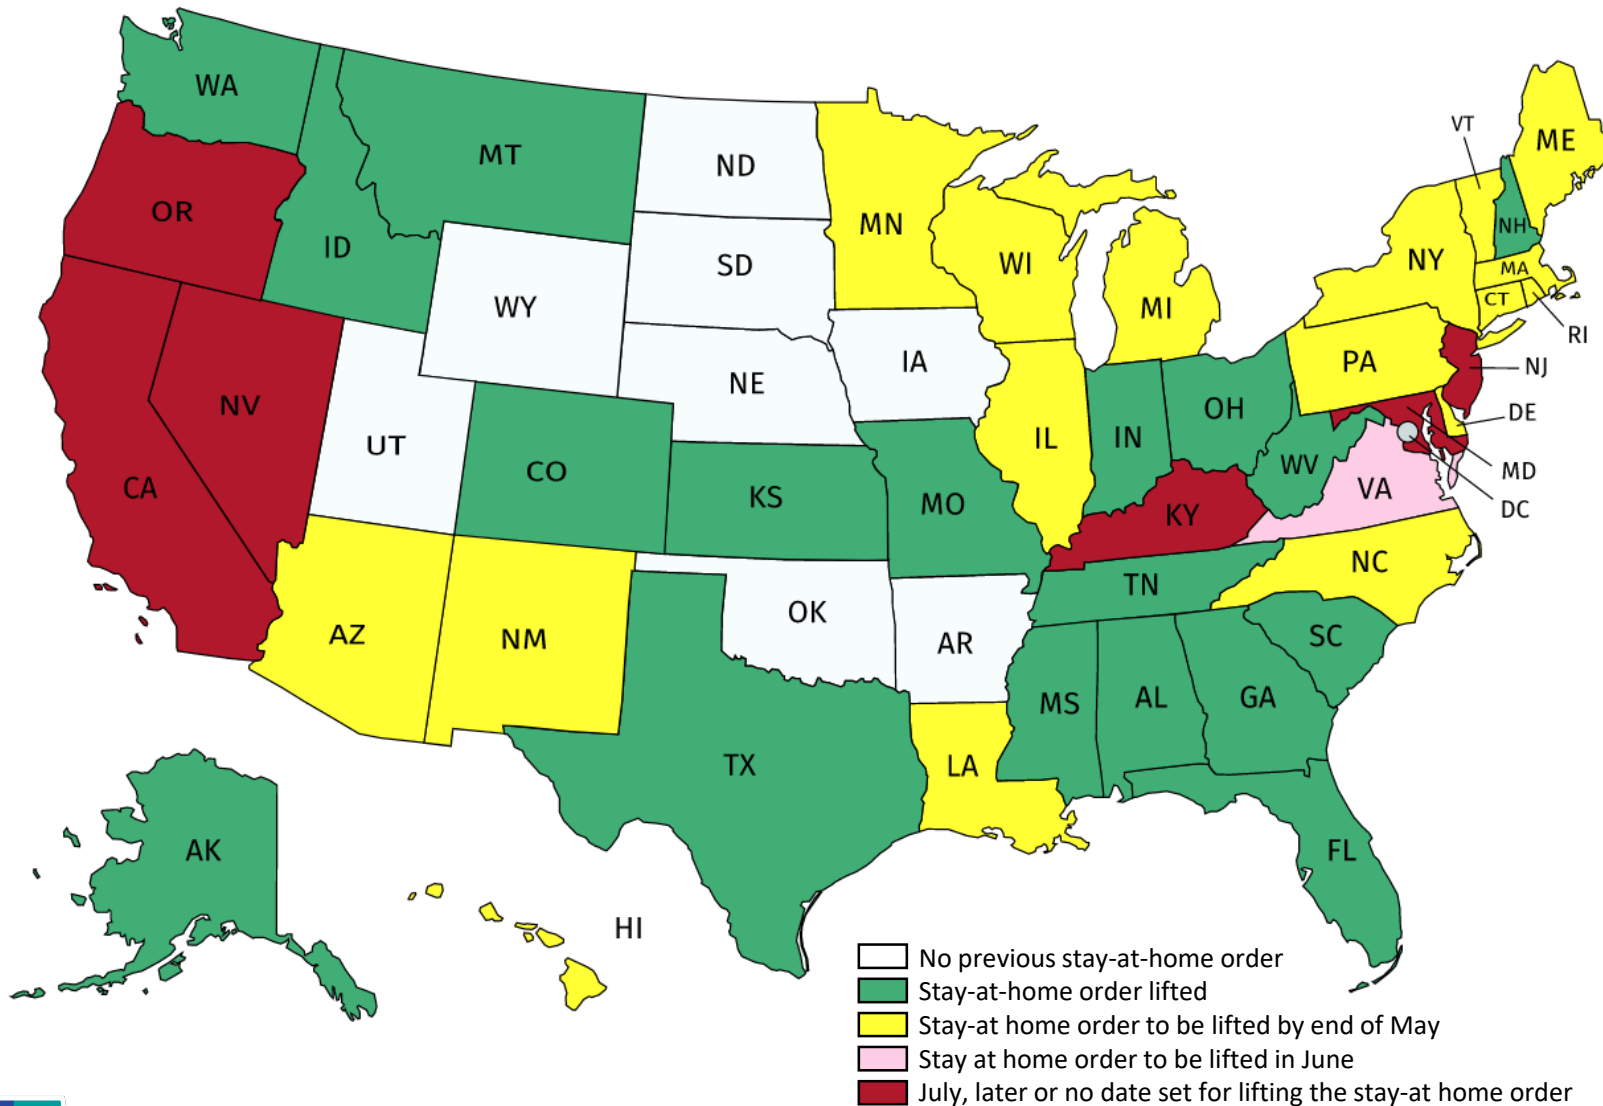 WA
MT
ND
MN
VT
ME
OR
ID
SD
WI
NH
NY
MA
CT
RI
WY
MI
IA
PA
NJ
NE
NV
OH
DE
UT
IL
IN
CO
WV
MD
CA
KS
MO
VA
DC
KY
NC
TN
OK
AZ
NM
AR
SC
MS
AL
GA
TX
LA
AK
FL
HI
No previous stay-at-home order
Stay-at-home order lifted
Stay-at home order to be lifted by end of May
Stay at home order to be lifted in June
July, later or no date set for lifting the stay-at home order